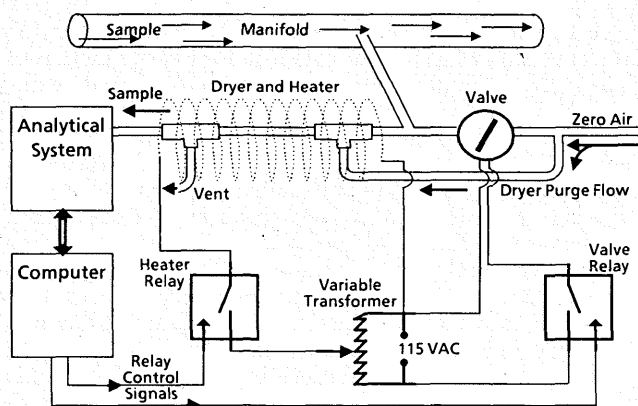 Sample
Manifold
Sample
Dryer and Heater
Valve
Zero Air
Analytical
System
Vent
Dryer Purge Flow
Computer
Heater
Relay
Variable
Transformer
Valve
Relay
115 VAC
Relay
Control
Signals